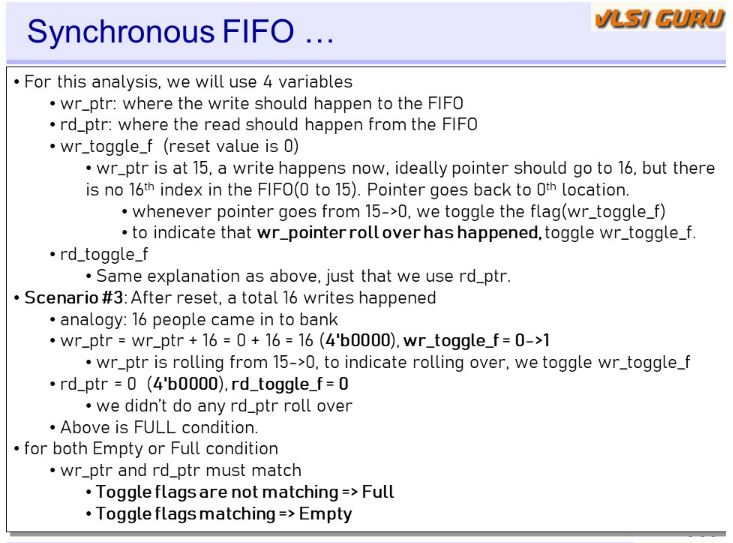 Synchronous FIFO ...
VLSI GURU
• For this analysis, we will use 4 variables
• wr_ptr: where the write should happen to the FIFO
• rd_ptr: where the read should happen from the FIFO
• wr_toggle_f (reset value is 0)
• wr_ptr is at 15, a write happens now, ideally pointer should go to 16, but there
is no 16th index in the FIFO(0 to 15). Pointer goes back to 0th location.
• whenever pointer goes from 15->0, we toggle the flag(wr_toggle_f)
• to indicate that wr_pointer roll over has happened, toggle wr_toggle_f.
• rd_toggle_f
• Same explanation as above, just that we use rd_ptr.
• Scenario #3: After reset, a total 16 writes happened
• analogy: 16 people came in to bank
• wr_ptr = wr_ptr + 16 = 0 + 16 = 16 (4'b0000), wr_toggle_f = 0->1
• wr_ptr is rolling from 15->0, to indicate rolling over, we toggle wr_toggle_f
• rd_ptr = 0 (4'b0000), rd_toggle_f = 0
• we didn't do any rd_ptr roll over
• Above is FULL condition.
• for both Empty or Full condition
• wr_ptr and rd_ptr must match
• Toggle flags are not matching => Full
• Toggle flags matching => Empty